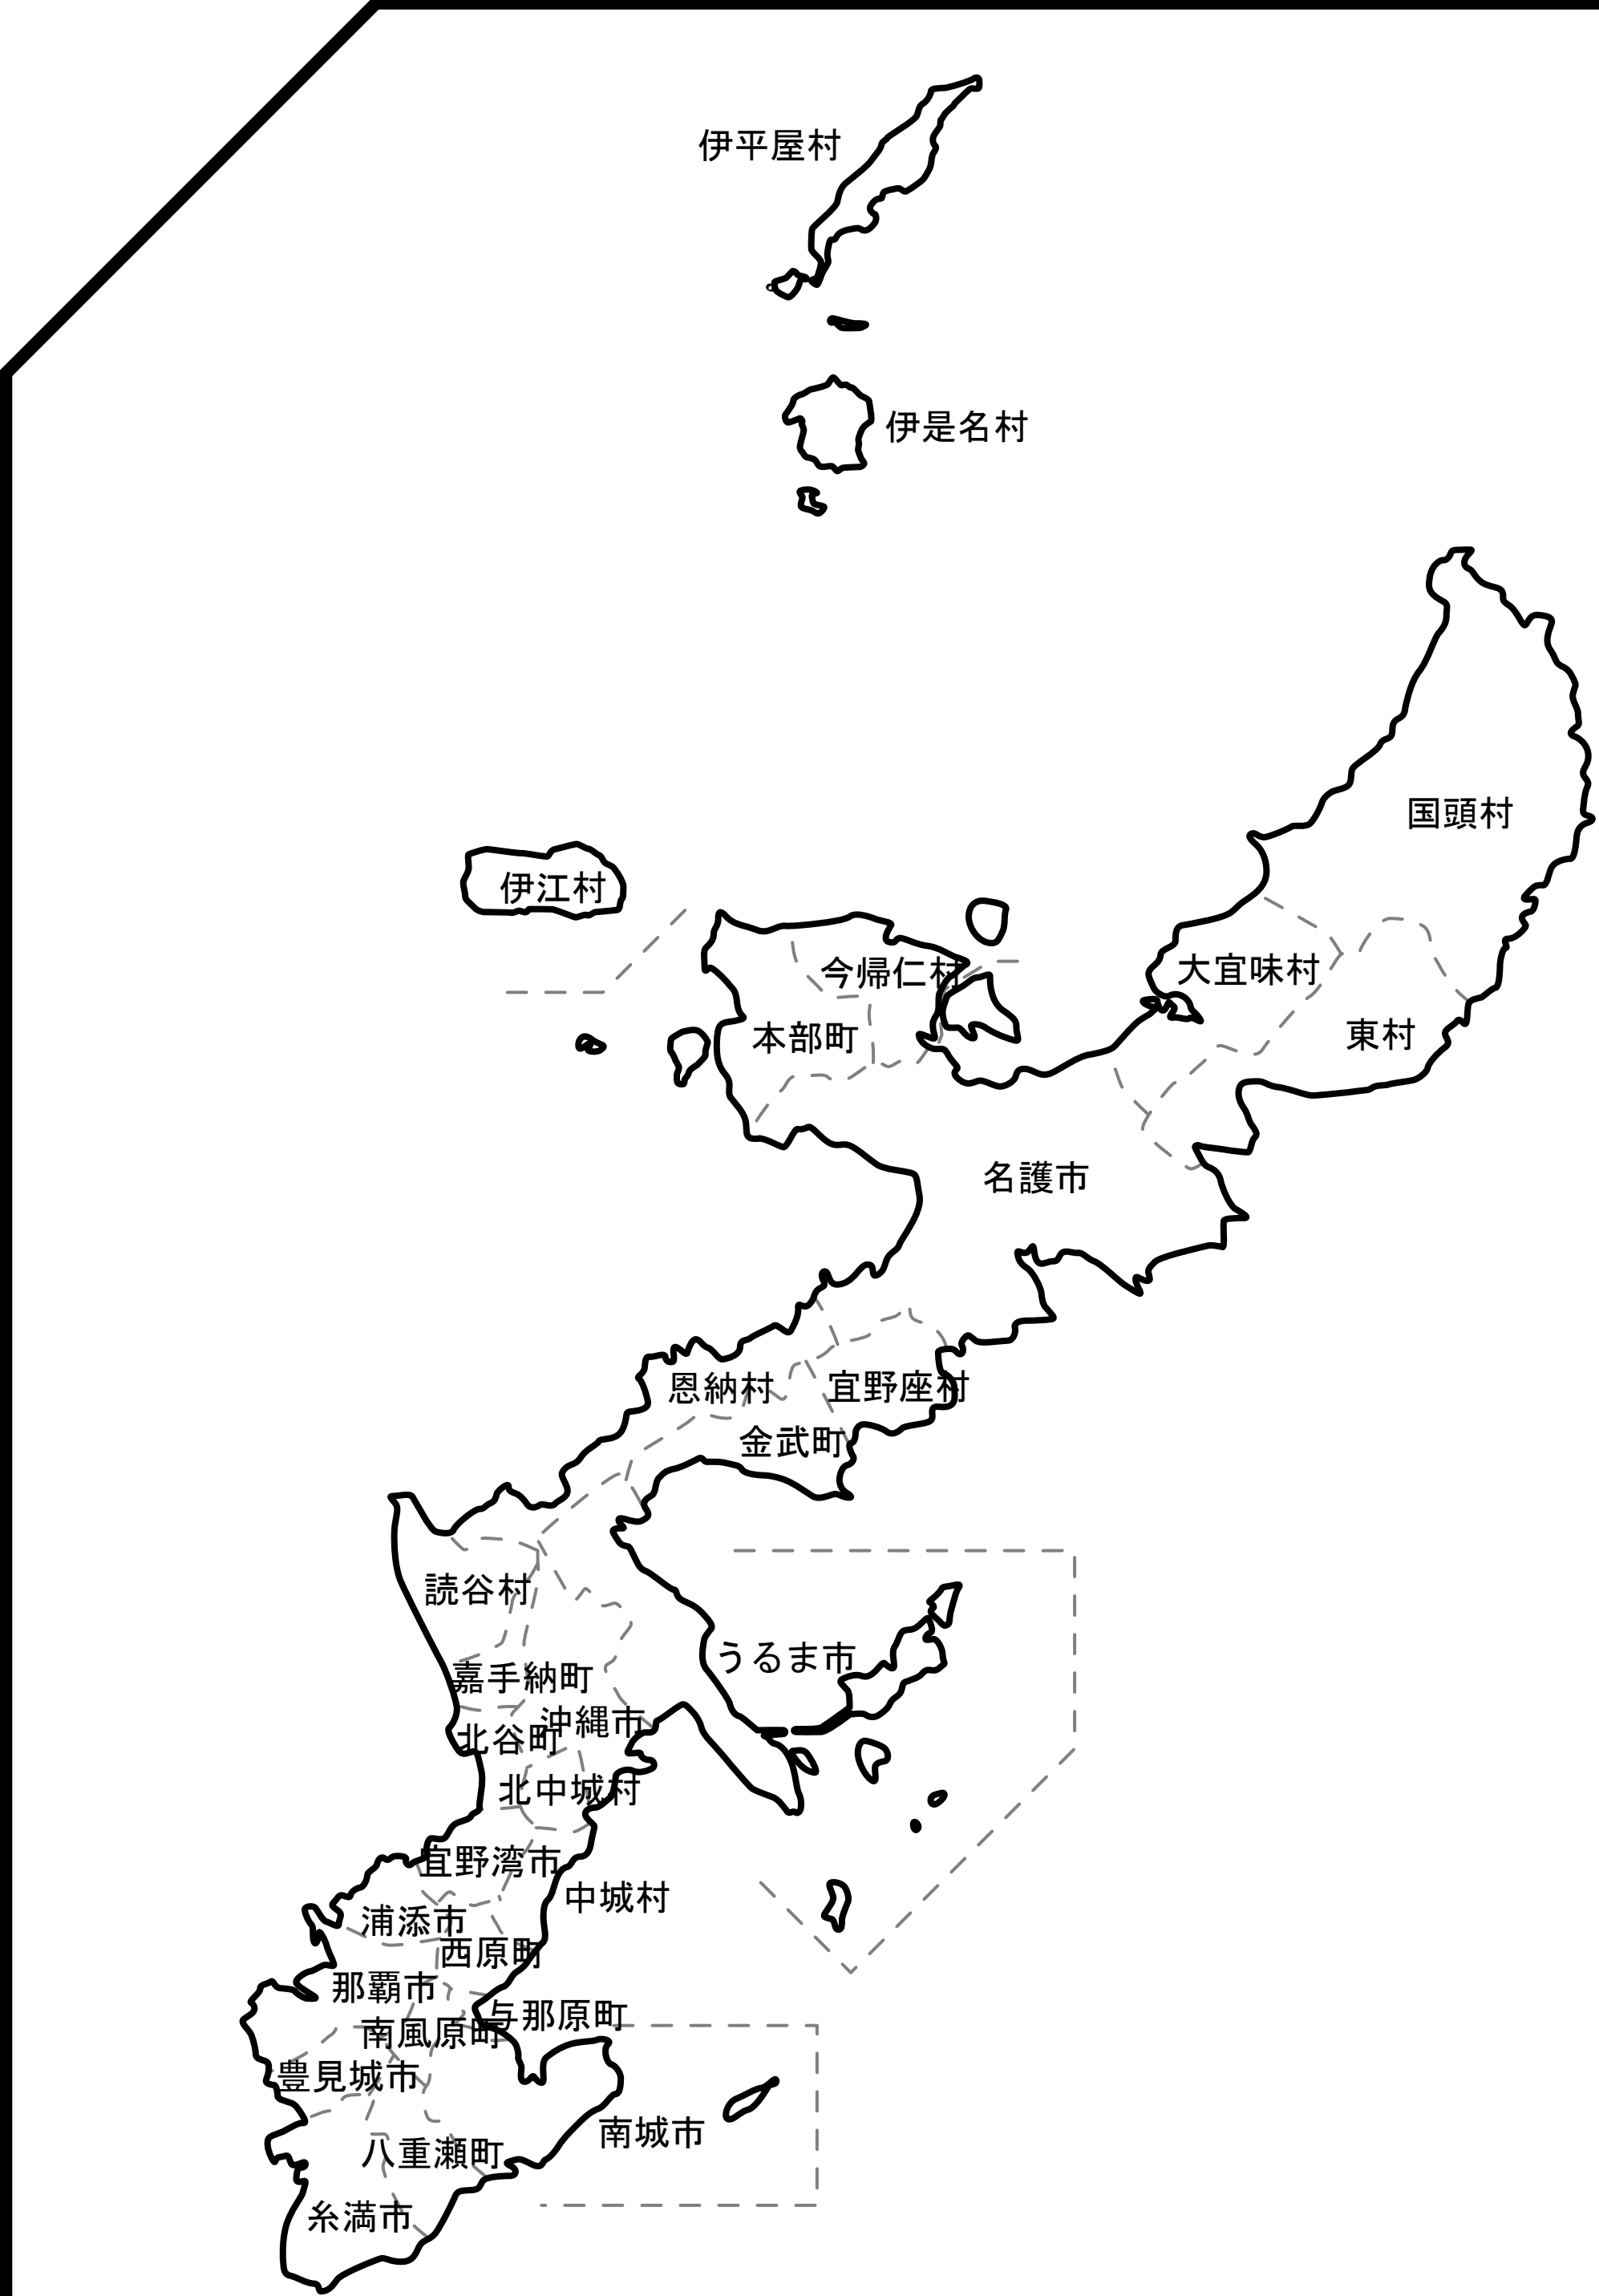 伊平屋村
伊是名村
国頭村
伊江村
今帰仁村
大宜味村
本部町
東村
名護市
恩納村
宜野座村
金武町
読谷村
うるま市
嘉手納町
沖縄市
北谷町
北中城村
宜野湾市
中城村
浦添市
西原町
那覇市
与那原町
南風原町
豊見城市
南城市
八重瀬町
糸満市